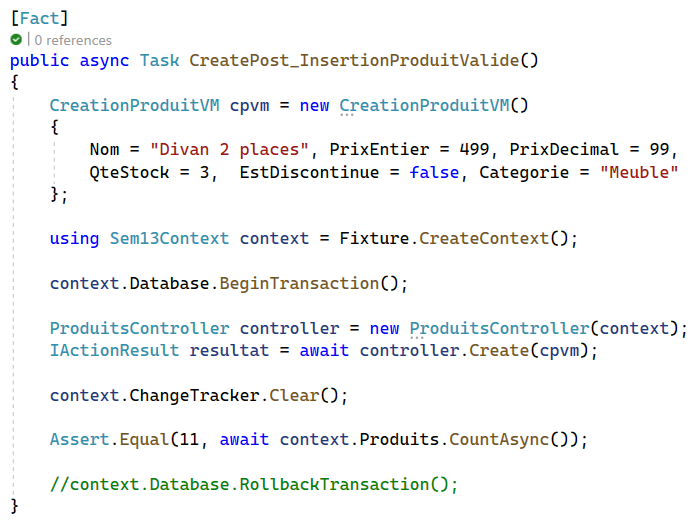 [Fact]
| 0 references
public async Task CreatePost_InsertionProduitValide()
{
CreationProduitVM cpvm = new CreationProduitVM()
{
Nom = "Divan 2 places", PrixEntier = 499, PrixDecimal = 99,
QteStock = 3,  EstDiscontinue = false, Categorie = "Meuble"
};
using Sem13Context context = Fixture.CreateContext();
context.Database.BeginTransaction();
ProduitsController controller = new ProduitsController(context);
IActionResult resultat = await controller.Create(cpvm);
context.ChangeTracker.Clear();
Assert.Equal(11, await context.Produits.CountAsync());
//context.Database.RollbackTransaction();
}